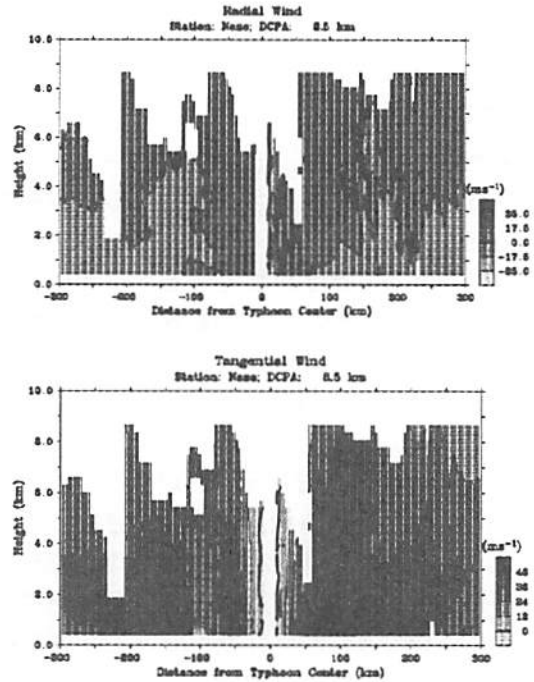 Radial Wind
Station: Nase; DCPA: 8.5 km
10.0
8.0
6.0
4.0
2.0
0.0
Height (km)
-300 -200 -100 0 100 200 300
Distance from Typhoon Center (km)
(ms⁻¹)
35.0
17.5
0.0
-17.5
-35.0
Tangential Wind
Station: Nase; DCPA: 8.5 km
10.0
8.0
6.0
4.0
2.0
0.0
Height (km)
-300 -200 -100 0 100 200 300
Distance from Typhoon Center (km)
(ms⁻¹)
48
36
24
12
0